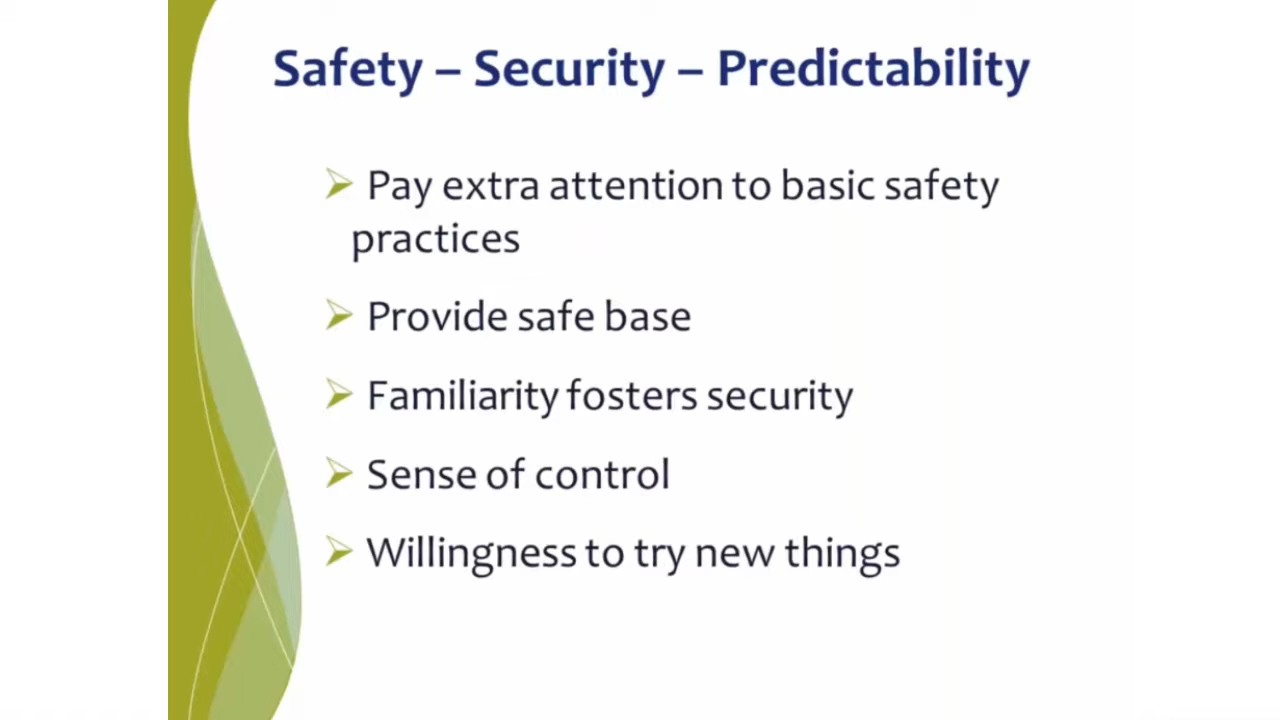 Safety – Security – Predictability
Pay extra attention to basic safety
practices
Provide safe base
Familiarity fosters security
Sense of control
Willingness to try new things